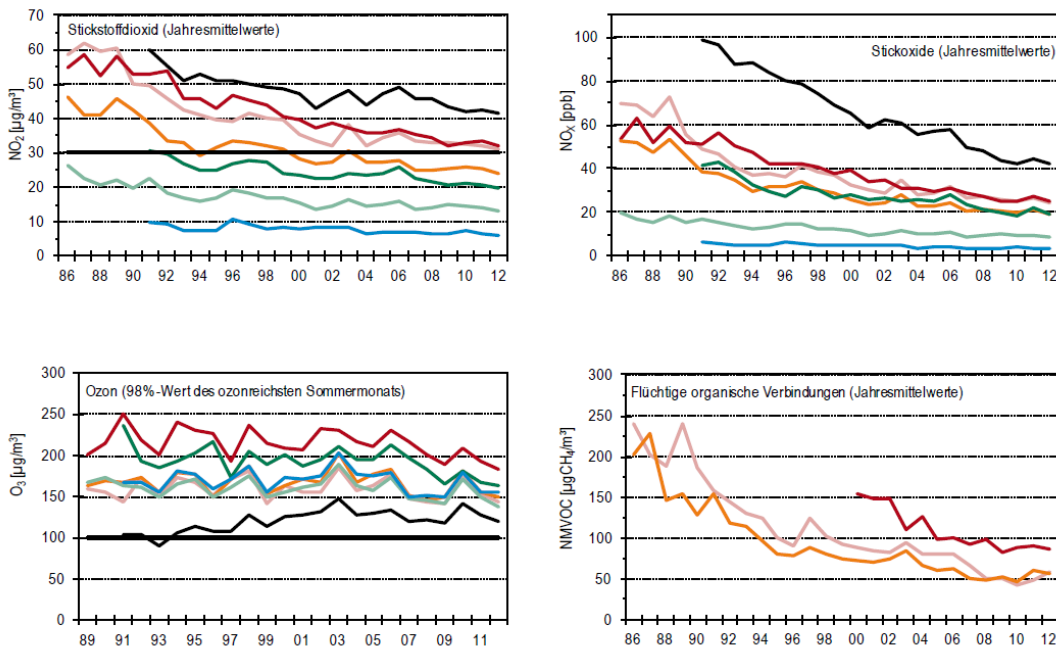 Stickstoffdioxid (Jahresmittelwerte)
NO2 [µg/m³]
70
60
50
40
30
20
10
0
86 88 90 92 94 96 98 00 02 04 06 08 10 12
Stickoxide (Jahresmittelwerte)
NOX [ppb]
100
80
60
40
20
0
86 88 90 92 94 96 98 00 02 04 06 08 10 12
Ozon (98%-Wert des ozonreichsten Sommermonats)
O3 [µg/m³]
300
250
200
150
100
50
0
89 91 93 95 97 99 01 03 05 07 09 11
Flüchtige organische Verbindungen (Jahresmittelwerte)
NMVOC [µgCH4/m³]
300
250
200
150
100
50
0
86 88 90 92 94 96 98 00 02 04 06 08 10 12